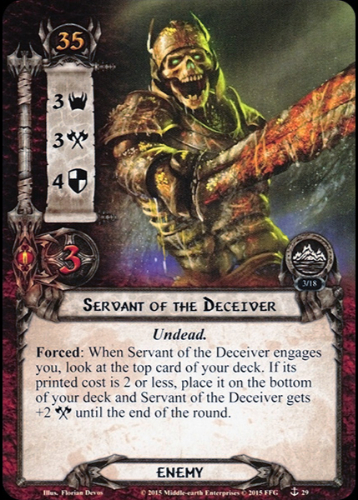 35
3
3
4
3
3/18
Servant of the Deceiver
Undead.
Forced: When Servant of the Deceiver engages
you, look at the top card of your deck. If its
printed cost is 2 or less, place it on the bottom
of your deck and Servant of the Deceiver gets
+2 until the end of the round.
ENEMY
Illus. Florian Devos © 2015 Middle-earth Enterprises © 2015 FFG 29